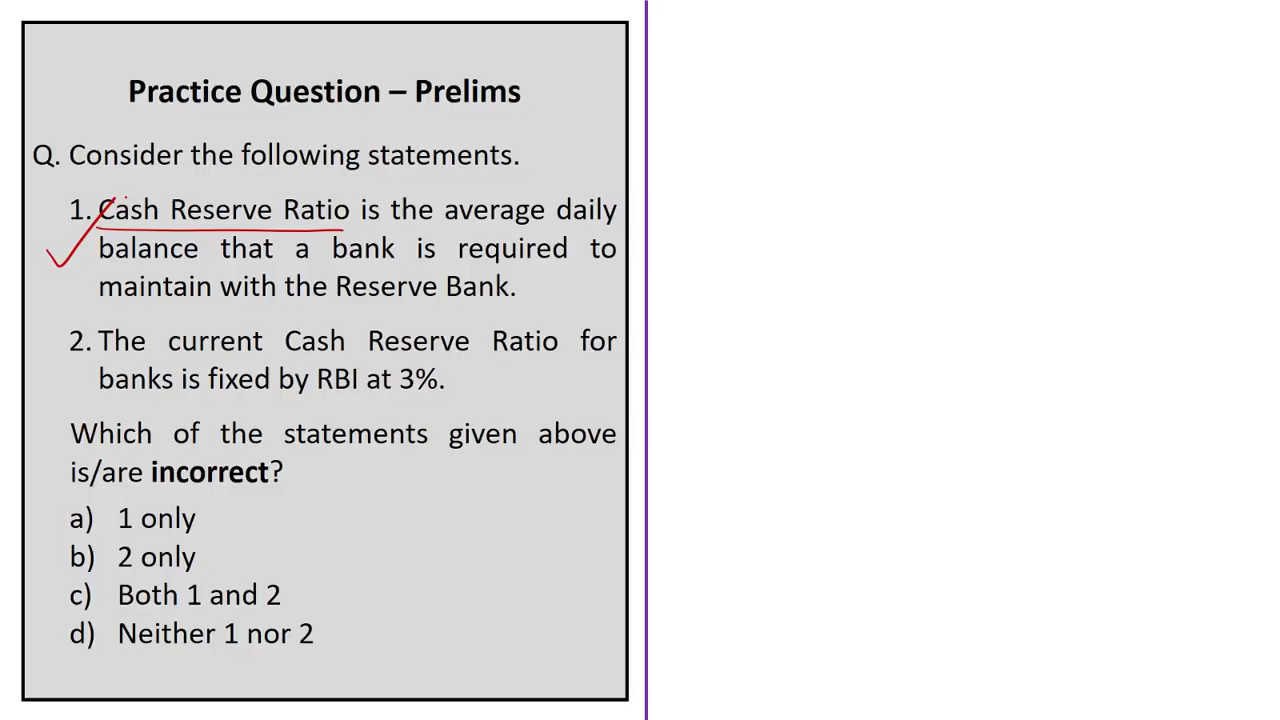 Practice Question – Prelims
Q. Consider the following statements.
1. Cash Reserve Ratio is the average daily
balance that a bank is required to
maintain with the Reserve Bank.
2. The current Cash Reserve Ratio for
banks is fixed by RBI at 3%.
Which of the statements given above
is/are incorrect?
a) 1 only
b) 2 only
c) Both 1 and 2
d) Neither 1 nor 2